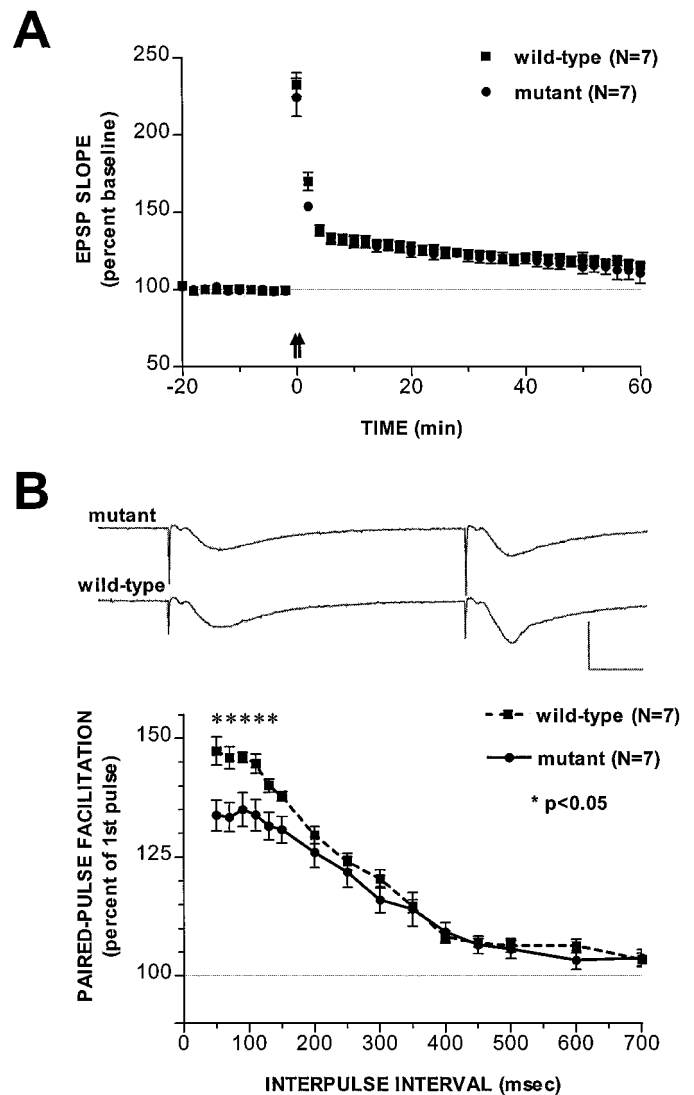 A
250
200
150
100
50
EPSP SLOPE
(percent baseline)
wild-type (N=7)
mutant (N=7)
-20
0
20
40
60
TIME (min)
B
mutant
wild-type
150
125
100
PAIRED-PULSE FACILITATION
(percent of 1st pulse)
*****
wild-type (N=7)
mutant (N=7)
* p<0.05
0
100
200
300
400
500
600
700
INTERPULSE INTERVAL (msec)